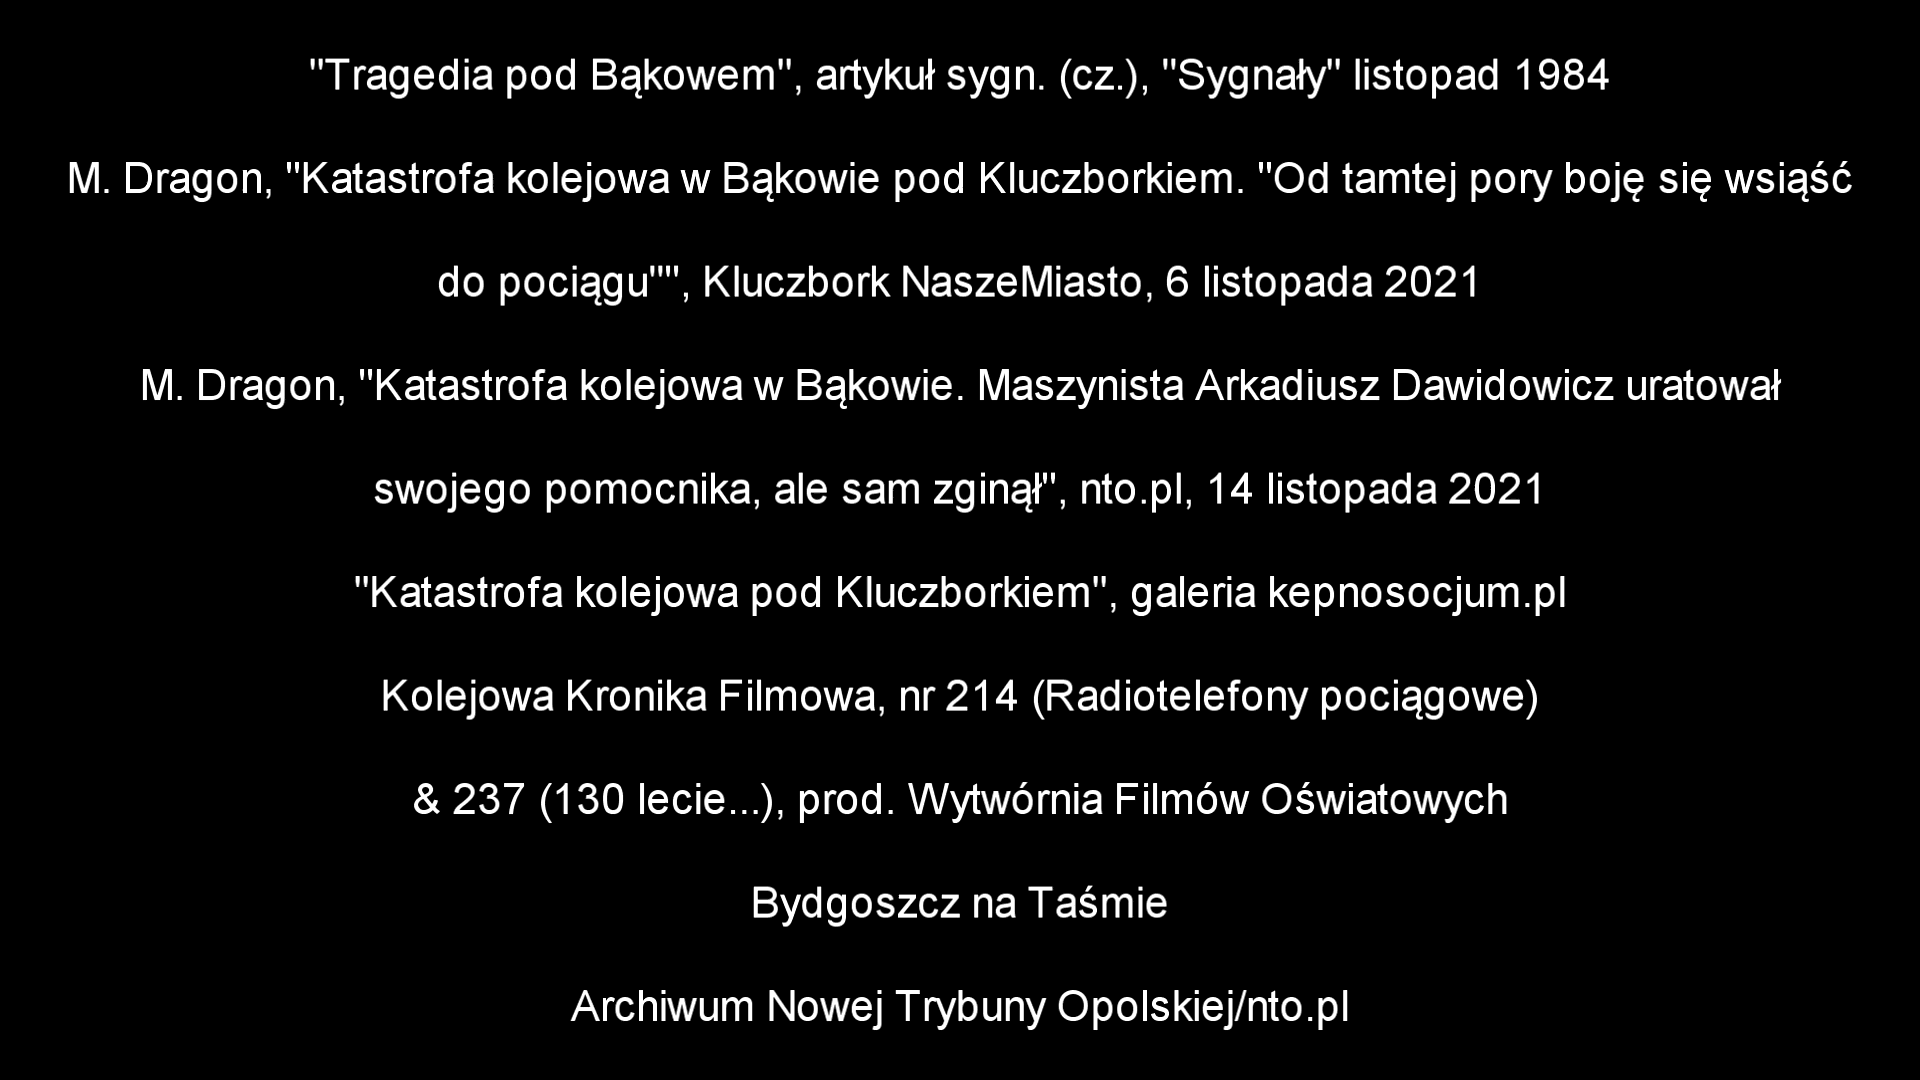 "Tragedia pod Bąkowem", artykuł sygn. (cz.), "Sygnały" listopad 1984
M. Dragon, "Katastrofa kolejowa w Bąkowie pod Kluczborkiem. "Od tamtej pory boję się wsiąść
do pociągu"", Kluczbork NaszeMiasto, 6 listopada 2021
M. Dragon, "Katastrofa kolejowa w Bąkowie. Maszynista Arkadiusz Dawidowicz uratował
swojego pomocnika, ale sam zginął", nto.pl, 14 listopada 2021
"Katastrofa kolejowa pod Kluczborkiem", galeria kepnosocjum.pl
Kolejowa Kronika Filmowa, nr 214 (Radiotelefony pociągowe)
& 237 (130 lecie...), prod. Wytwórnia Filmów Oświatowych
Bydgoszcz na Taśmie
Archiwum Nowej Trybuny Opolskiej/nto.pl